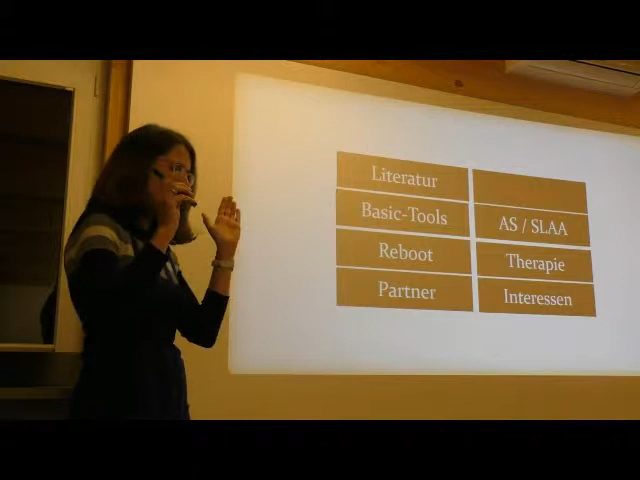 Literatur
Basic-Tools
AS / SLAA
Reboot
Therapie
Partner
Interessen